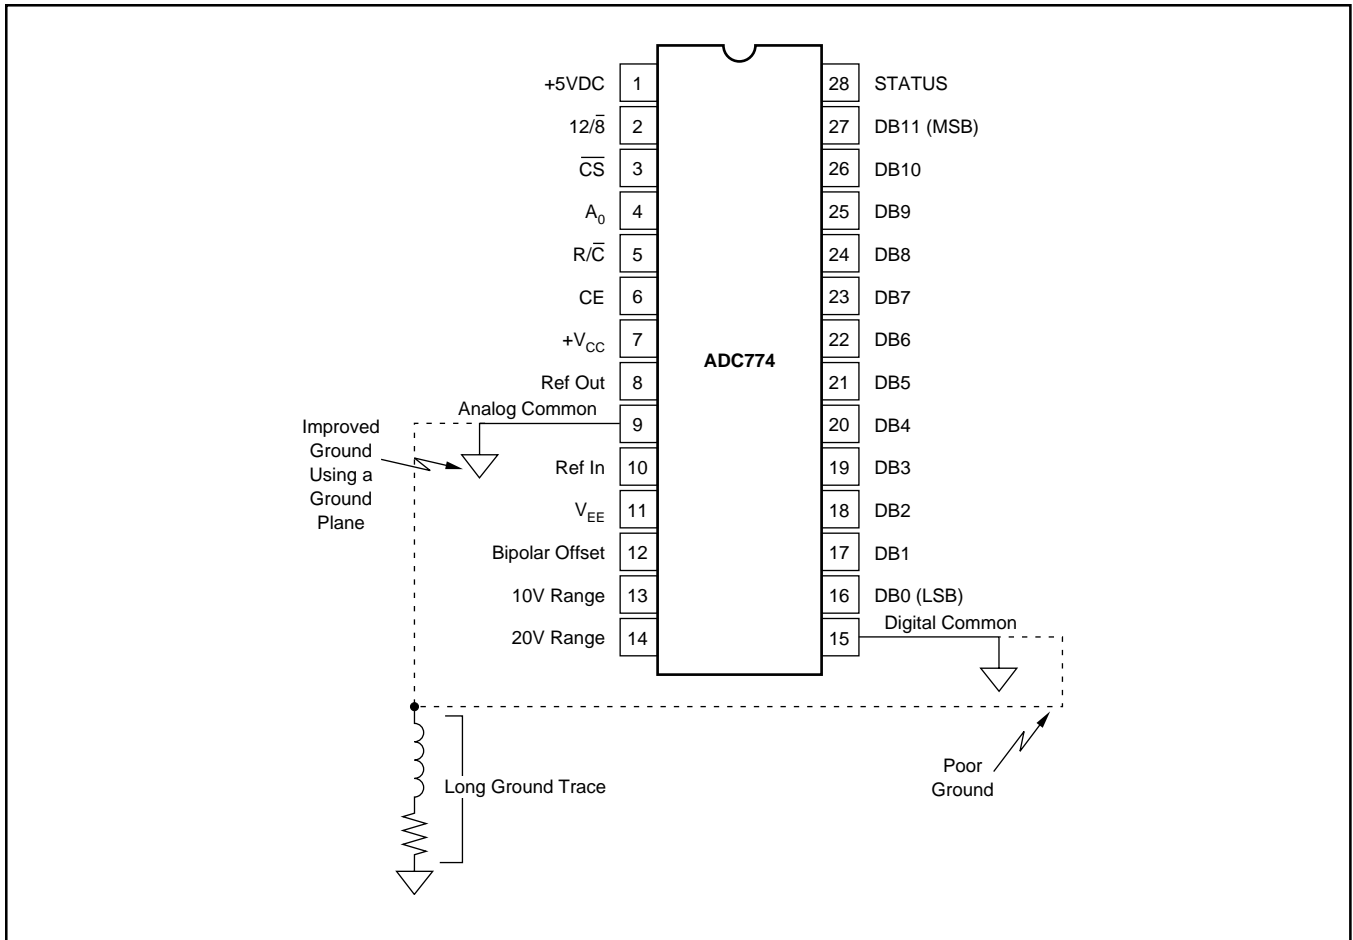 +5VDC 1
12/8̅ 2
C̅S̅ 3
A₀ 4
R/C̅ 5
CE 6
+V_CC 7
Ref Out 8
Analog Common 9
Ref In 10
V_EE 11
Bipolar Offset 12
10V Range 13
20V Range 14
ADC774
28 STATUS
27 DB11 (MSB)
26 DB10
25 DB9
24 DB8
23 DB7
22 DB6
21 DB5
20 DB4
19 DB3
18 DB2
17 DB1
16 DB0 (LSB)
15 Digital Common
Improved
Ground
Using a
Ground
Plane
Long Ground Trace
Poor
Ground